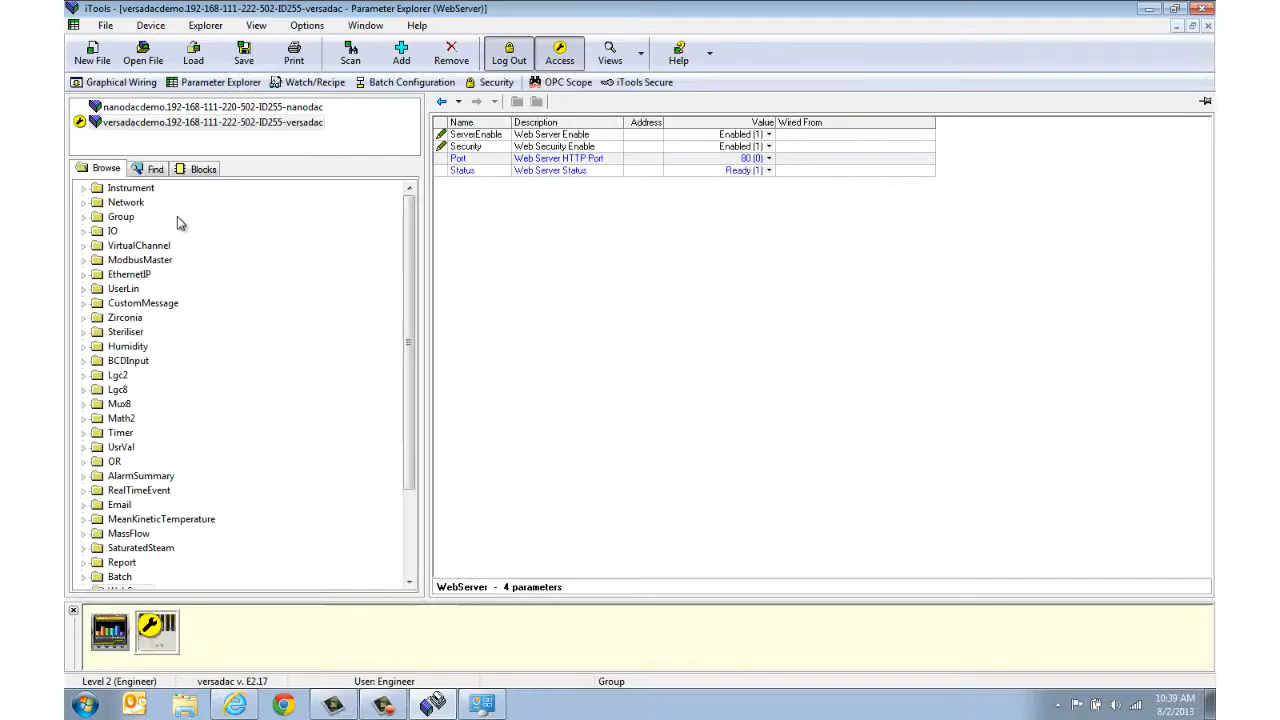 iTools - [versadacdemo.192-168-111-222-502-ID255-versadac - Parameter Explorer (WebServer)]
File Device Explorer View Options Window Help
New File Open File Load Save Print Scan Add Remove Log Out Access Views Help
Graphical Wiring Parameter Explorer Watch/Recipe Batch Configuration Security OPC Scope iTools Secure
nanodacdemo.192-168-111-220-502-ID255-nanodac
versadacdemo.192-168-111-222-502-ID255-versadac
Browse Find Blocks
Instrument
Network
Group
IO
VirtualChannel
ModbusMaster
EthernetIP
UserLin
CustomMessage
Zirconia
Steriliser
Humidity
BCDInput
Lgc2
Lgc8
Mux8
Math2
Timer
UsrVal
OR
AlarmSummary
RealTimeEvent
Email
MeanKineticTemperature
MassFlow
SaturatedSteam
Report
Batch
Name Description Address Value Wired From
ServerEnable Web Server Enable Enabled (1)
Security Web Security Enable Enabled (1)
Port Web Server HTTP Port 80 (0)
Status Web Server Status Ready (1)
WebServer - 4 parameters
Level 2 (Engineer) versadac v. E2.17 User: Engineer Group
10:39 AM
8/2/2013